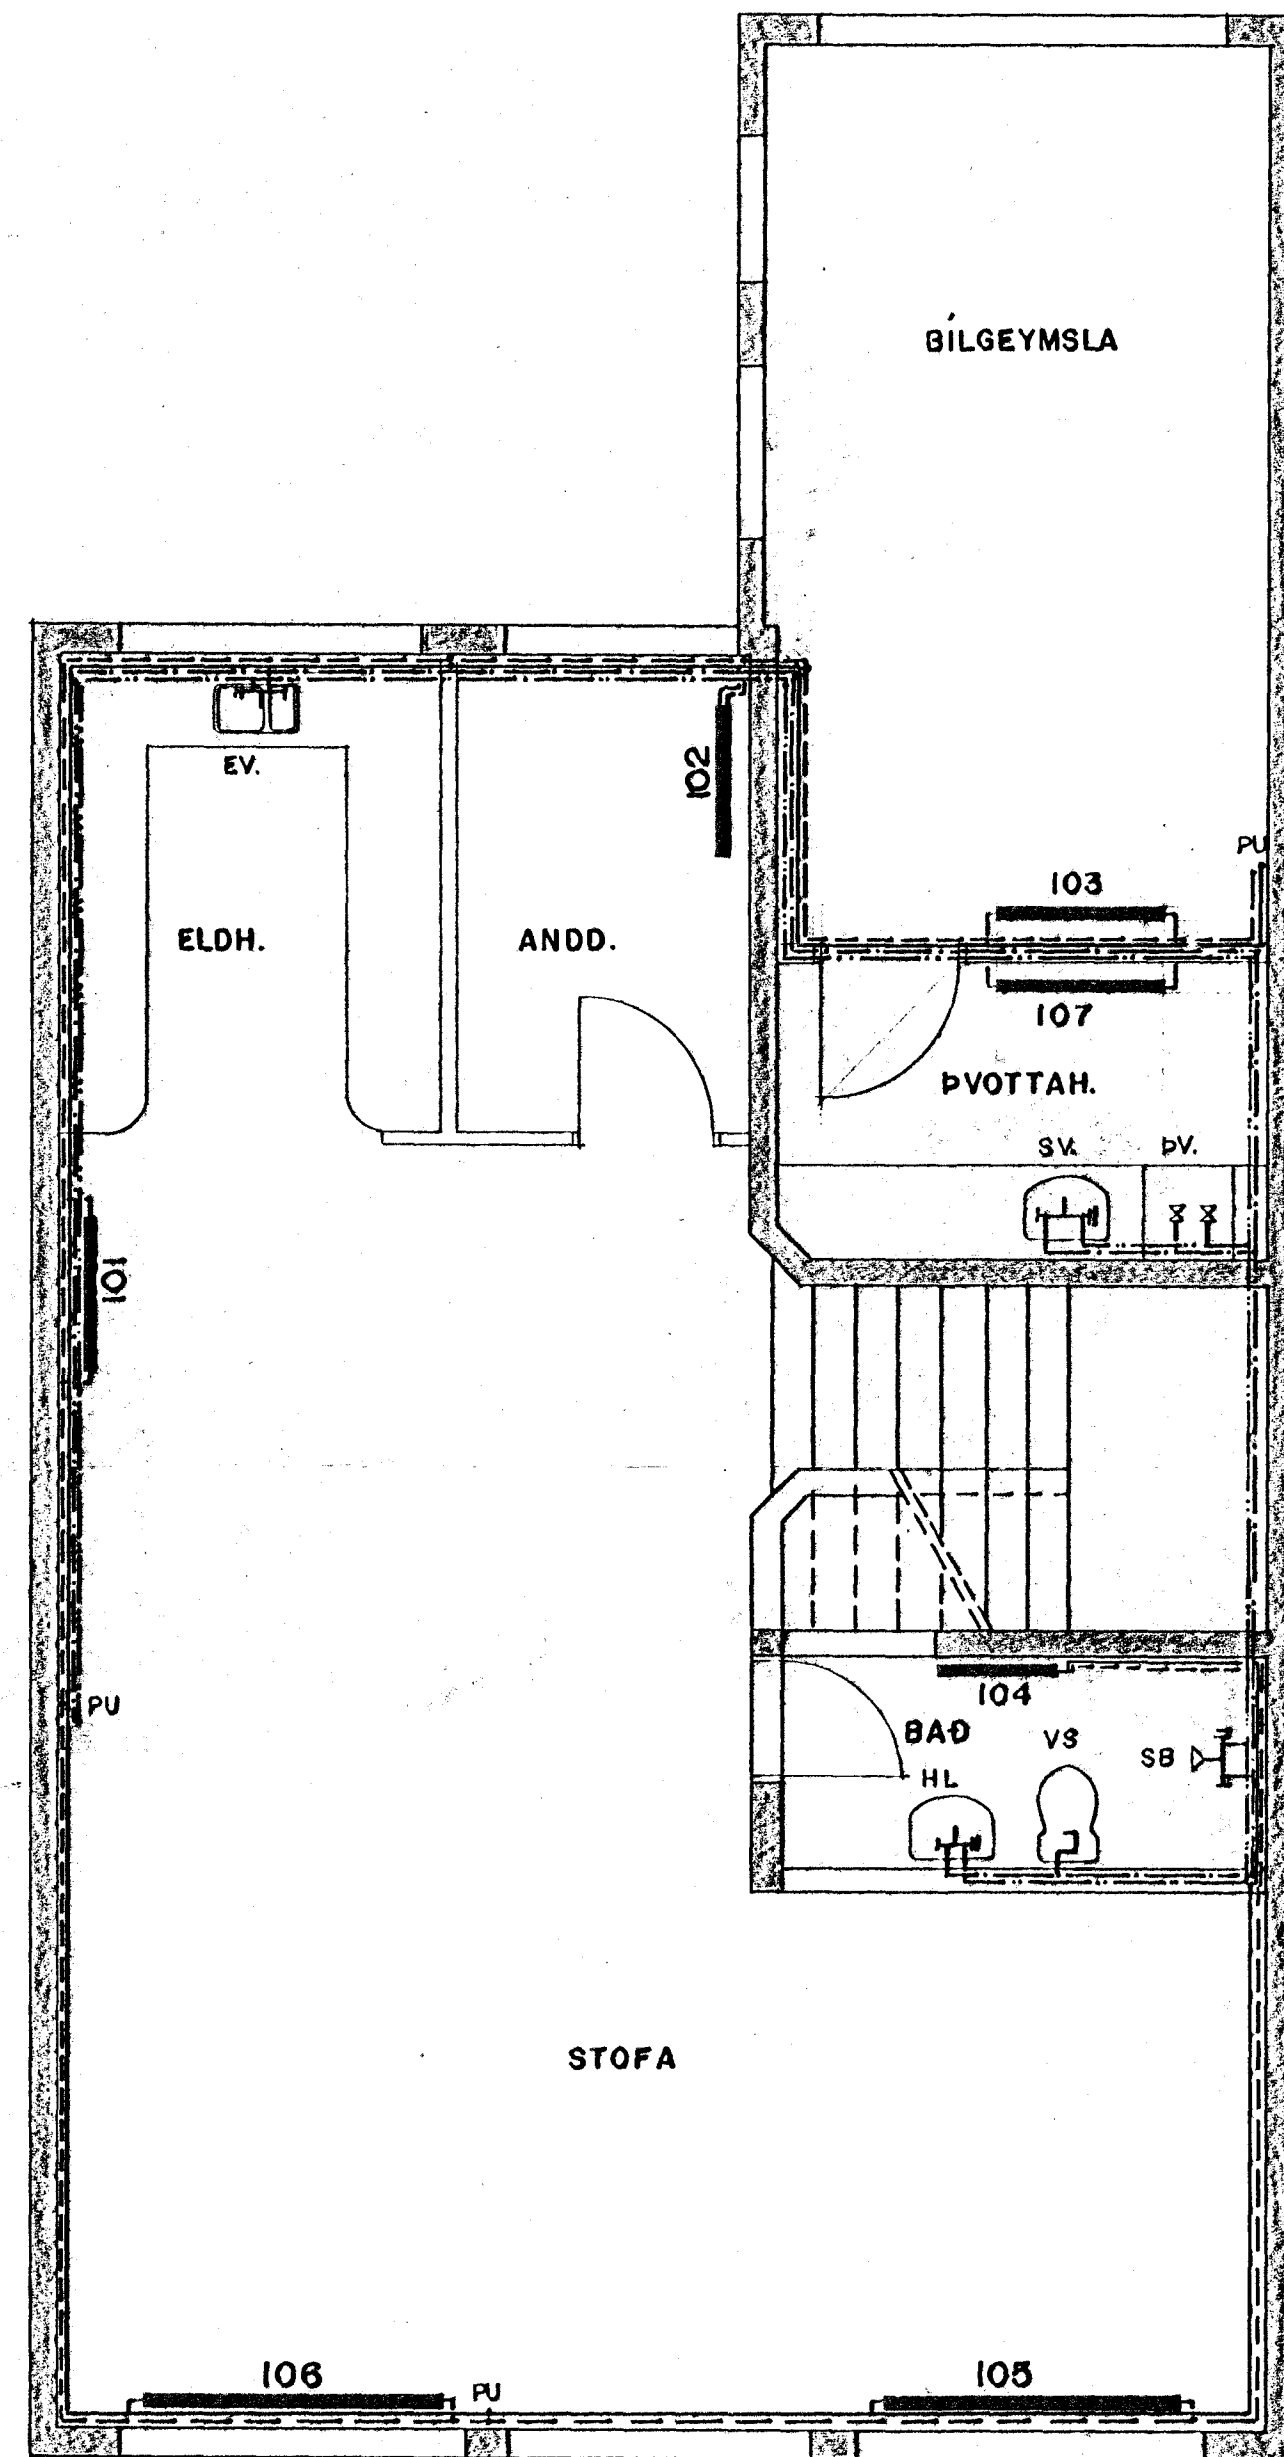 BÍLGEYMSLA
EV.
102
PU
103
ELDH.
ANDD.
107
ÞVOTTAH.
SV.
ÞV.
101
104
PU
BAÐ
VS
SB
HL
STOFA
106
PU
105